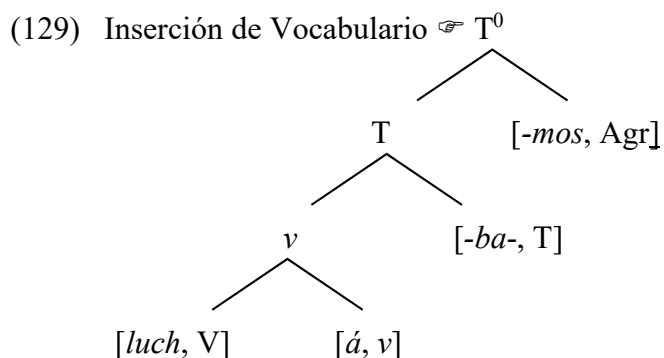 (129) Inserción de Vocabulario ☞ T⁰
T [-mos, Agr]
v [-ba-, T]
[luch, V] [á, v]